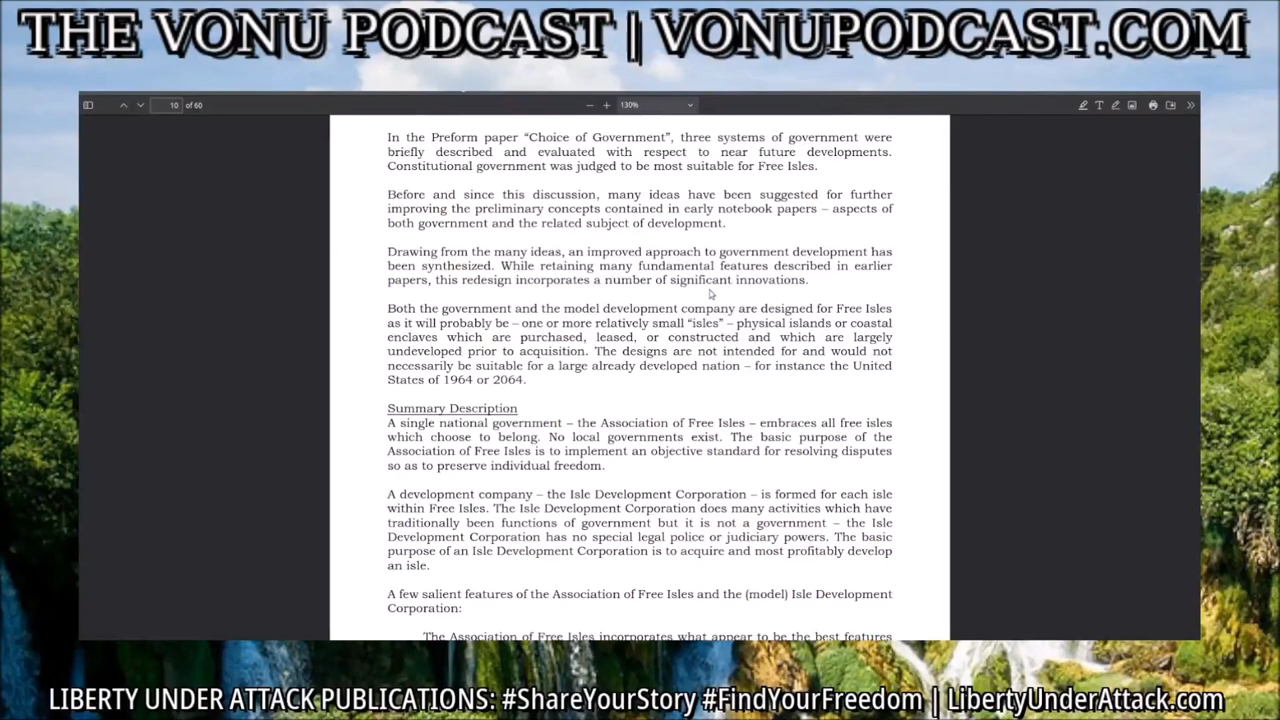 THE VONU PODCAST | VONUPODCAST.COM
10 of 60
130%
In the Preform paper “Choice of Government”, three systems of government were
briefly described and evaluated with respect to near future developments.
Constitutional government was judged to be most suitable for Free Isles.
Before and since this discussion, many ideas have been suggested for further
improving the preliminary concepts contained in early notebook papers – aspects of
both government and the related subject of development.
Drawing from the many ideas, an improved approach to government development has
been synthesized. While retaining many fundamental features described in earlier
papers, this redesign incorporates a number of significant innovations.
Both the government and the model development company are designed for Free Isles
as it will probably be – one or more relatively small “isles” – physical islands or coastal
enclaves which are purchased, leased, or constructed and which are largely
undeveloped prior to acquisition. The designs are not intended for and would not
necessarily be suitable for a large already developed nation – for instance the United
States of 1964 or 2064.
Summary Description
A single national government – the Association of Free Isles – embraces all free isles
which choose to belong. No local governments exist. The basic purpose of the
Association of Free Isles is to implement an objective standard for resolving disputes
so as to preserve individual freedom.
A development company – the Isle Development Corporation – is formed for each isle
within Free Isles. The Isle Development Corporation does many activities which have
traditionally been functions of government but it is not a government – the Isle
Development Corporation has no special legal police or judiciary powers. The basic
purpose of an Isle Development Corporation is to acquire and most profitably develop
an isle.
A few salient features of the Association of Free Isles and the (model) Isle Development
Corporation:
The Association of Free Isles incorporates what appear to be the best features
LIBERTY UNDER ATTACK PUBLICATIONS: #ShareYourStory #FindYourFreedom | LibertyUnderAttack.com